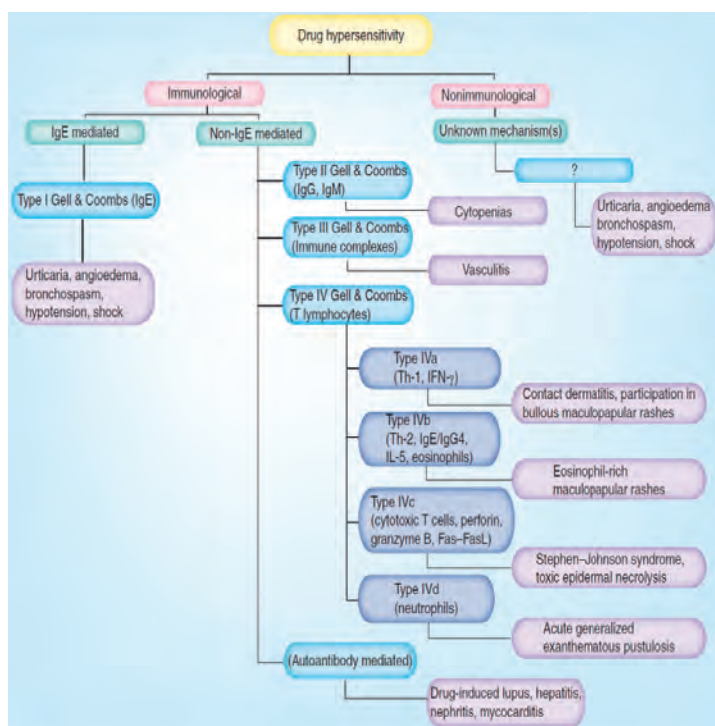 Drug hypersensitivity
Immunological
Nonimmunological
IgE mediated
Non-IgE mediated
Unknown mechanism(s)
Type I Gell & Coombs (IgE)
Urticaria, angioedema,
bronchospasm,
hypotension, shock
Type II Gell & Coombs
(IgG, IgM)
Cytopenias
Type III Gell & Coombs
(Immune complexes)
Vasculitis
Type IV Gell & Coombs
(T lymphocytes)
Type IVa
(Th-1, IFN-γ)
Contact dermatitis, participation in
bullous maculopapular rashes
Type IVb
(Th-2, IgE/IgG4,
IL-5, eosinophils)
Eosinophil-rich
maculopapular rashes
Type IVc
(cytotoxic T cells, perforin,
granzyme B, Fas–FasL)
Stephen–Johnson syndrome,
toxic epidermal necrolysis
Type IVd
(neutrophils)
Acute generalized
exanthematous pustulosis
(Autoantibody mediated)
Drug-induced lupus, hepatitis,
nephritis, mycocarditis
?
Urticaria, angioedema
bronchospasm,
hypotension, shock